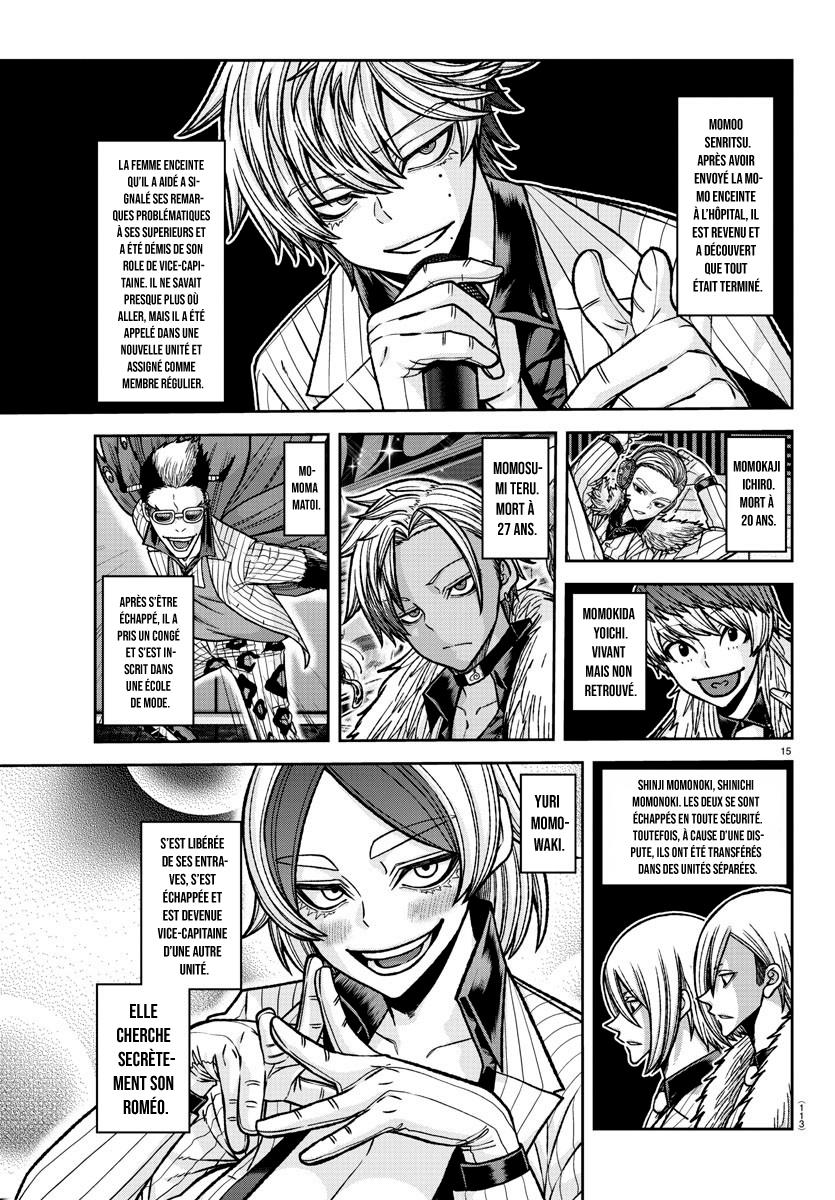 MOMOO
SENRITSU.
APRÈS AVOIR
ENVOYÉ LA MO-
MO ENCEINTE
À L'HÔPITAL, IL
EST REVENU ET
A DÉCOUVERT
QUE TOUT
ÉTAIT TERMINÉ.
LA FEMME ENCEINTE
QU'IL A AIDÉ A SI-
GNALÉ SES REMAR-
QUES PROBLÉMATIQUES
À SES SUPERIEURS ET
A ÉTÉ DÉMIS DE SON
ROLE DE VICE-CAPI-
TAINE. IL NE SAVAIT
PRESQUE PLUS OÙ
ALLER, MAIS IL A ÉTÉ
APPELÉ DANS UNE
NOUVELLE UNITÉ ET
ASSIGNÉ COMME
MEMBRE RÉGULIER.
MOMOKAJI
ICHIRO.
MORT À
20 ANS.
MOMOKIDA
YOICHI.
VIVANT
MAIS NON
RETROUVÉ.
MOMOSU-
MI TERU.
MORT À
27 ANS.
MO-
MOMA
MATOI.
APRÈS S'ÊTRE
ÉCHAPPÉ, IL A
PRIS UN CONGÉ
ET S'EST IN-
SCRIT DANS
UNE ÉCOLE
DE MODE.
15
SHINJI MOMONOKI, SHINICHI
MOMONOKI. LES DEUX SE SONT
ÉCHAPPÉS EN TOUTE SÉCURITÉ.
TOUTEFOIS, À CAUSE D'UNE DIS-
PUTE, ILS ONT ÉTÉ TRANSFÉRÉS
DANS DES UNITÉS SÉPARÉES.
YURI
MOMO-
WAKI.
S'EST LIBÉRÉE
DE SES ENTRA-
VES, S'EST
ÉCHAPPÉE ET
EST DEVENUE
VICE-CAPITAINE
D'UNE AUTRE
UNITÉ.
ELLE
CHERCHE
SECRÈTE-
MENT SON
ROMÉO.
(113)